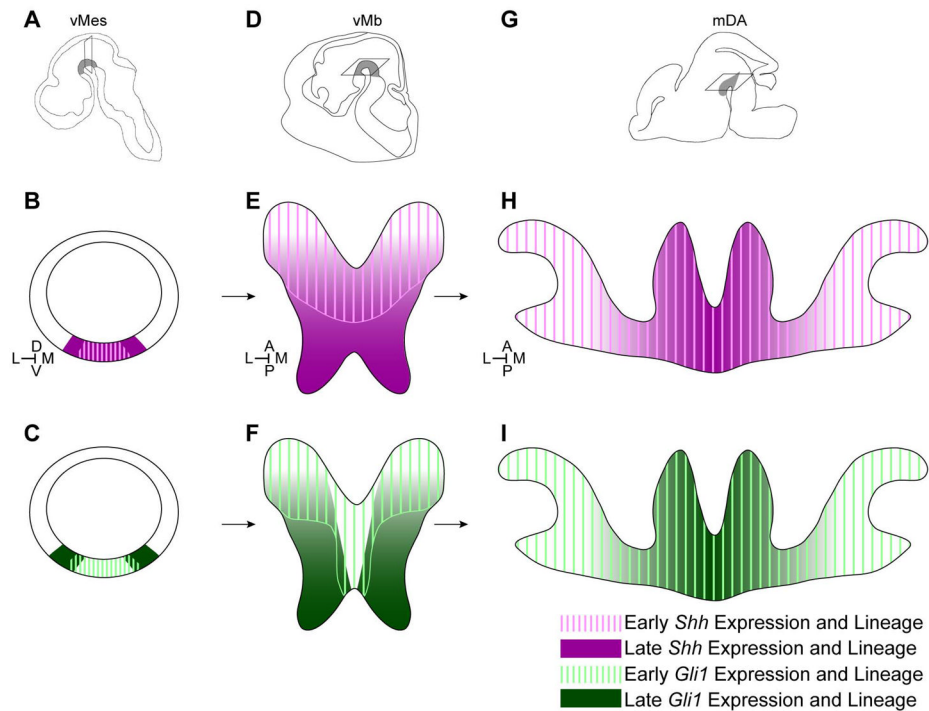 A
vMes
D
vMb
G
mDA
B
E
H
D
L M
V
A
L M
P
A
L M
P
C
F
I
Early Shh Expression and Lineage
Late Shh Expression and Lineage
Early Gli1 Expression and Lineage
Late Gli1 Expression and Lineage